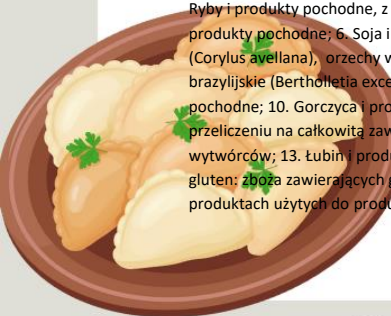 Ryby i produkty pochodne, z
produkty pochodne; 6. Soja i
(Corylus avellana), orzechy w
brazylijskie (Bertholletia exce
pochodne; 10. Gorczyca i pro
przeliczeniu na całkowitą zaw
wytwórców; 13. Łubin i produ
gluten: zboża zawierających g
produktach użytych do produ